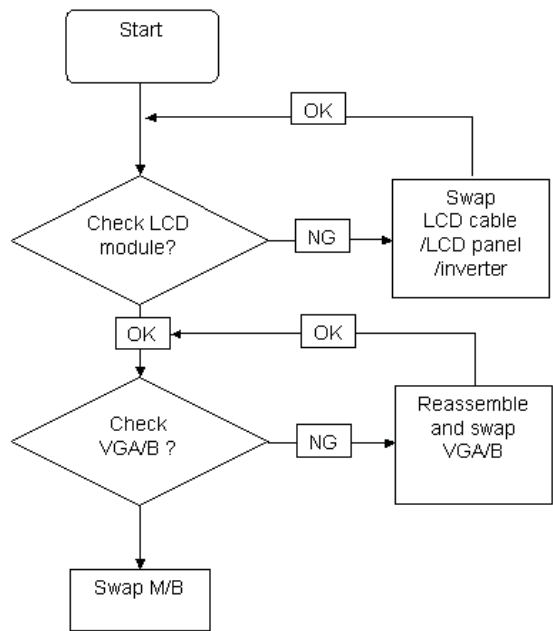 Start
OK
Check LCD
module?
NG
Swap
LCD cable
/LCD panel
/inverter
OK
OK
Check
VGA/B ?
NG
Reassemble
and swap
VGA/B
Swap M/B